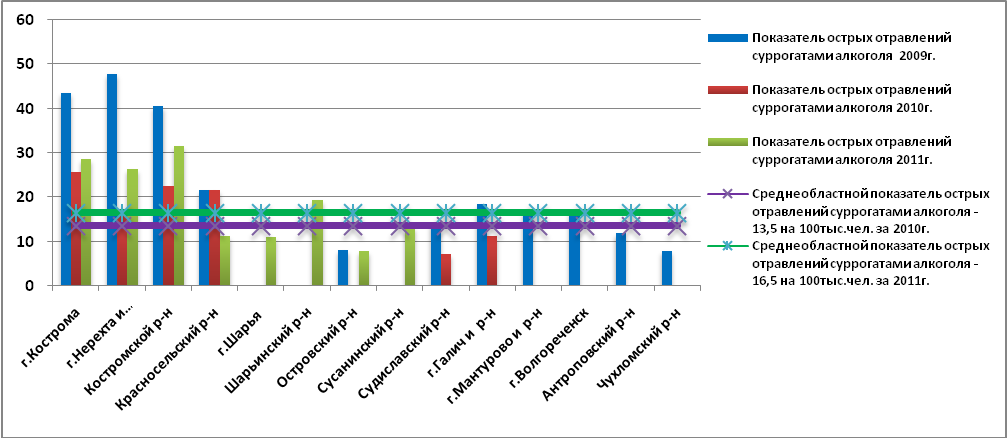 60
50
40
30
20
10
0
г.Кострома
г.Нерехта и...
Костромской р-н
Красносельский р-н
г.Шарья
Шарьинский р-н
Островский р-н
Сусанинский р-н
Судиславский р-н
г.Галич и р-н
г.Мантурово и р-н
г.Волгореченск
Антроповский р-н
Чухломский р-н
Показатель острых отравлений
суррогатами алкоголя 2009г.
Показатель острых отравлений
суррогатами алкоголя 2010г.
Показатель острых отравлений
суррогатами алкоголя 2011г.
Среднеобластной показатель острых
отравлений суррогатами алкоголя -
13,5 на 100тыс.чел. за 2010г.
Среднеобластной показатель острых
отравлений суррогатами алкоголя -
16,5 на 100тыс.чел. за 2011г.